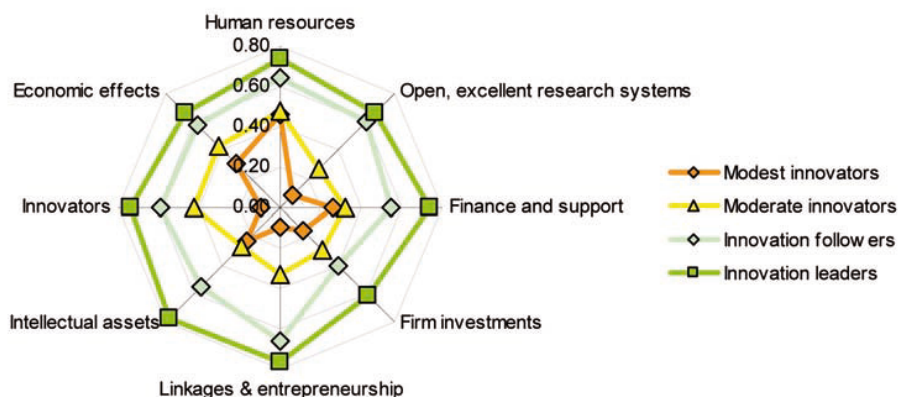 Human resources
0.80
Economic effects
0.60
Open, excellent research systems
0.40
0.20
Modest innovators
Innovators
0.00
Finance and support
Moderate innovators
Innovation followers
Innovation leaders
Intellectual assets
Firm investments
Linkages & entrepreneurship